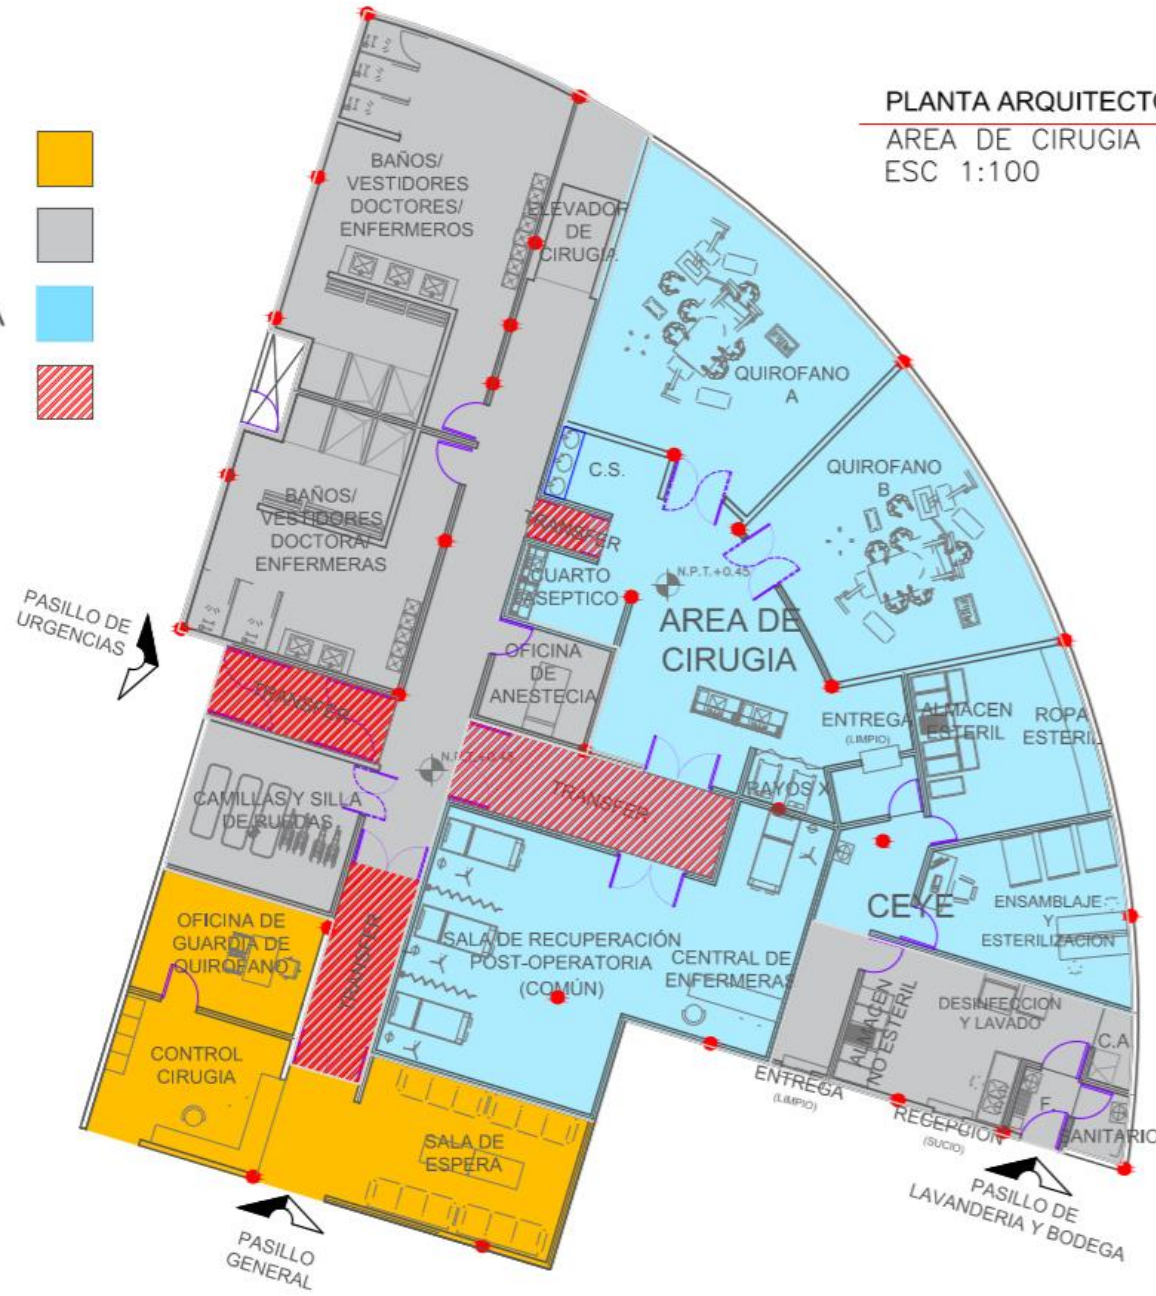 PLANTA ARQUITECTO
AREA DE CIRUGIA
ESC 1:100
BAÑOS/
VESTIDORES
DOCTORES/
ENFERMEROS
ELEVADOR
DE
CIRUGIA
QUIROFANO
A
C.S.
QUIROFANO
B
BAÑOS/
VESTIDORES
DOCTORA/
ENFERMERAS
TRANSFER
CUARTO
ASEPTICO
N.P.T.+0.45
AREA DE
CIRUGIA
PASILLO DE
URGENCIAS
OFICINA
DE
ANESTECIA
TRANSFER
ENTREGA
(LIMPIO)
ALMACEN
ESTERIL
ROPA
ESTERIL
N.P.T.+0.45
CAMILLAS Y SILLA
DE RUEDAS
TRANSFER
RAYOS X
CEYE
ENSAMBLAJE
Y
ESTERILIZACION
OFICINA DE
GUARDIA DE
QUIROFANO
TRANSFER
SALA DE RECUPERACIÓN
POST-OPERATORIA
(COMÚN)
CENTRAL DE
ENFERMERAS
ALMACEN
NO ESTERIL
DESINFECCION
Y LAVADO
C.A
CONTROL
CIRUGIA
ENTREGA
(LIMPIO)
RECEPCION
(SUCIO)
F.
SANITARIO
SALA DE
ESPERA
PASILLO DE
LAVANDERIA Y BODEGA
PASILLO
GENERAL